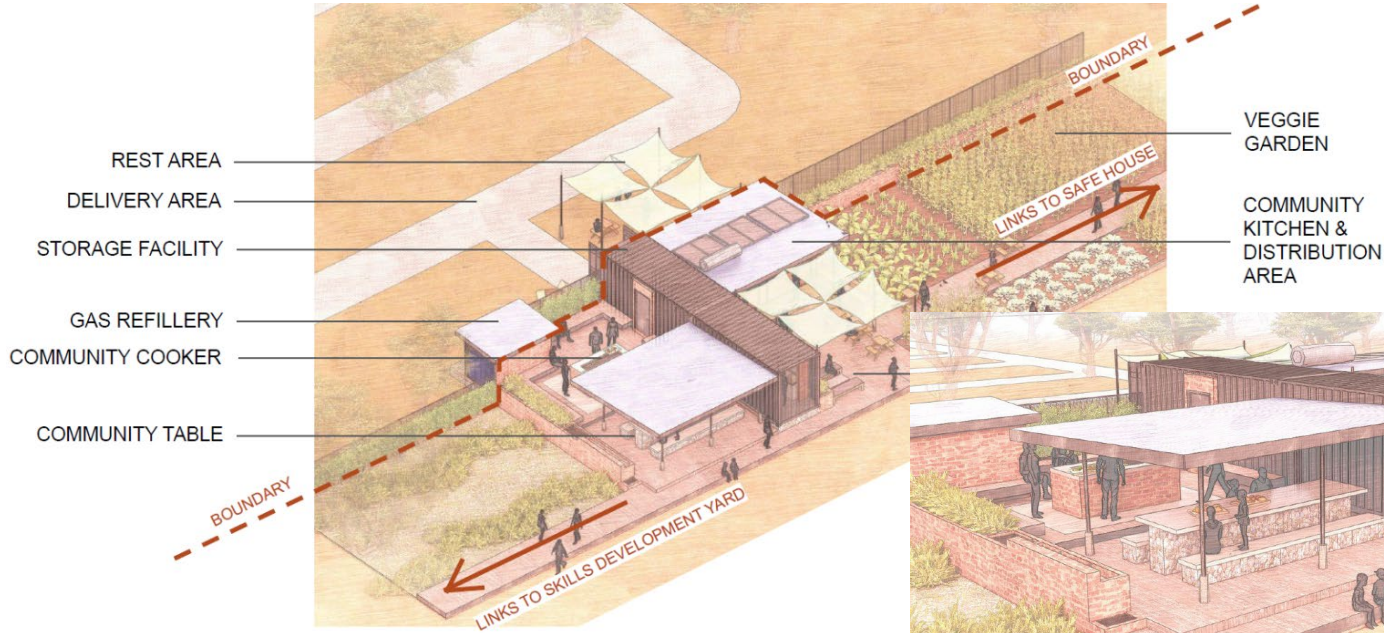 REST AREA
DELIVERY AREA
STORAGE FACILITY
GAS REFILLERY
COMMUNITY COOKER
COMMUNITY TABLE
BOUNDARY
LINKS TO SKILLS DEVELOPMENT YARD
BOUNDARY
LINKS TO SAFE HOUSE
VEGGIE
GARDEN
COMMUNITY
KITCHEN &
DISTRIBUTION
AREA